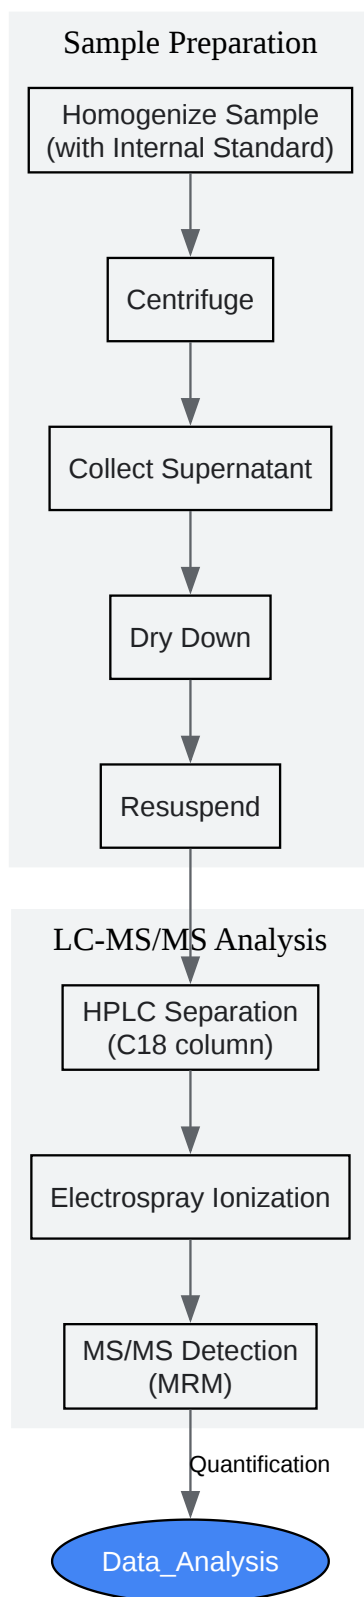 Sample Preparation
Homogenize Sample
(with Internal Standard)
Centrifuge
Collect Supernatant
Dry Down
Resuspend
LC-MS/MS Analysis
HPLC Separation
(C18 column)
Electrospray Ionization
MS/MS Detection
(MRM)
Quantification
Data_Analysis